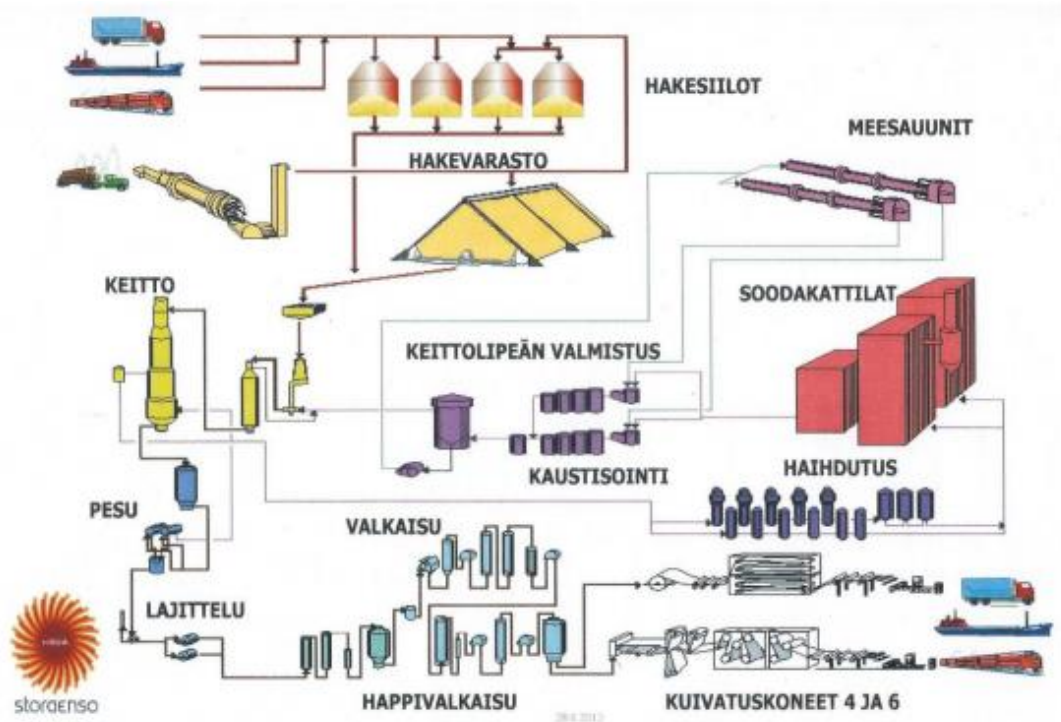 HAKESIILOT
MEESAUUNIT
HAKEVARASTO
KEITTO
SOODAKATTILAT
KEITTOLIPEÄN VALMISTUS
KAUSTISOINTI
HAIHDUTUS
PESU
VALKAISU
LAJITTELU
storaenso
HAPPIVALKAISU
KUIVATUSKONEET 4 JA 6